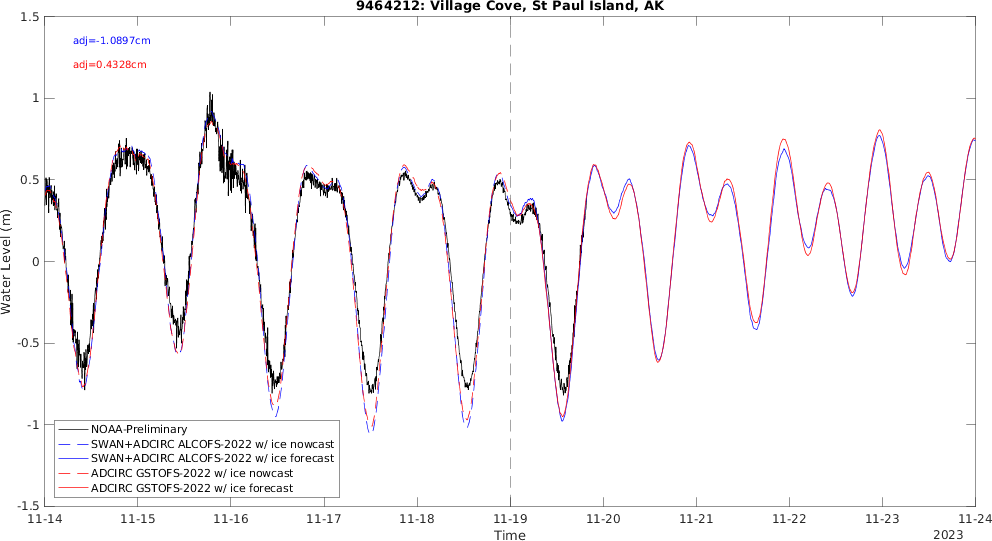 9464212: Village Cove, St Paul Island, AK
adj=-1.0897cm
adj=0.4328cm
Water Level (m)
1.5
1
0.5
0
-0.5
-1
-1.5
NOAA-Preliminary
SWAN+ADCIRC ALCOFS-2022 w/ ice nowcast
SWAN+ADCIRC ALCOFS-2022 w/ ice forecast
ADCIRC GSTOFS-2022 w/ ice nowcast
ADCIRC GSTOFS-2022 w/ ice forecast
11-14 11-15 11-16 11-17 11-18 11-19 11-20 11-21 11-22 11-23 11-24
Time
2023